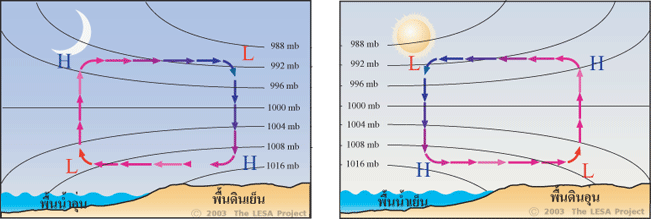 L
988 mb
H
992 mb
996 mb
1000 mb
1004 mb
1008 mb
L
H
1016 mb
พื้นน้ำอุ่น
พื้นดินเย็น
© 2003 The LESA Project
988 mb
L
992 mb
H
996 mb
1000 mb
1004 mb
1008 mb
H
1016 mb
L
พื้นน้ำเย็น
พื้นดินอุ่น
© 2003 The LESA Project